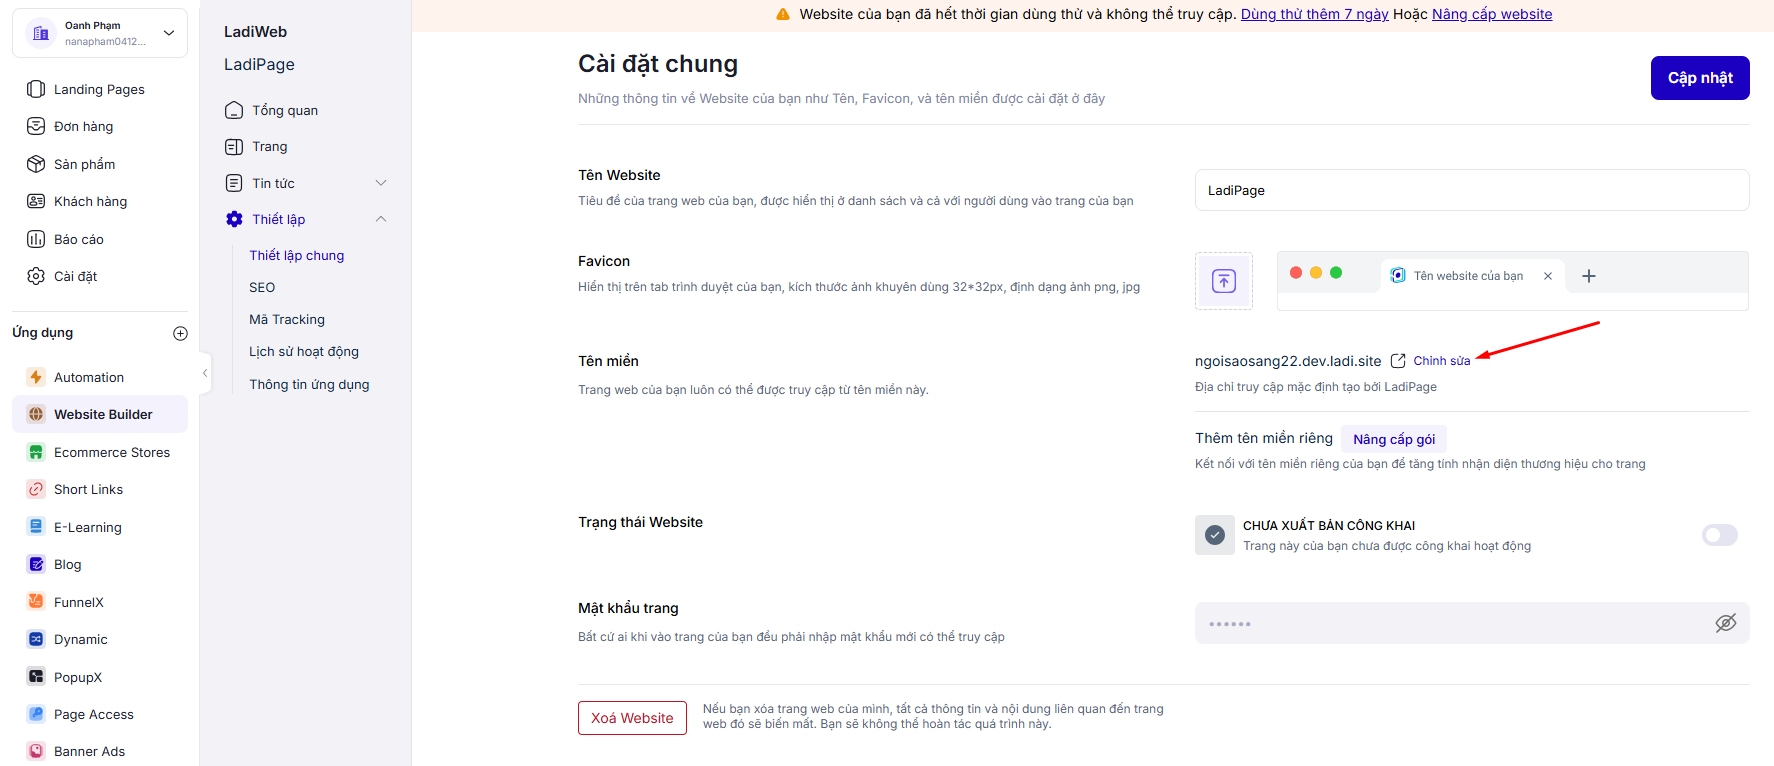 Oanh Phạm
nanapham0412...
Landing Pages
Đơn hàng
Sản phẩm
Khách hàng
Báo cáo
Cài đặt
Ứng dụng
Automation
Website Builder
Ecommerce Stores
Short Links
E-Learning
Blog
FunnelX
Dynamic
PopupX
Page Access
Banner Ads
LadiWeb
LadiPage
Tổng quan
Trang
Tin tức
Thiết lập
Thiết lập chung
SEO
Mã Tracking
Lịch sử hoạt động
Thông tin ứng dụng
Website của bạn đã hết thời gian dùng thử và không thể truy cập. Dùng thử thêm 7 ngày Hoặc Nâng cấp website
Cài đặt chung
Những thông tin về Website của bạn như Tên, Favicon, và tên miền được cài đặt ở đây
Cập nhật
Tên Website
Tiêu đề của trang web của bạn, được hiển thị ở danh sách và cả với người dùng vào trang của bạn
LadiPage
Favicon
Hiển thị trên tab trình duyệt của bạn, kích thước ảnh khuyên dùng 32*32px, định dạng ảnh png, jpg
Tên website của bạn
Tên miền
Trang web của bạn luôn có thể được truy cập từ tên miền này.
ngoisaosang22.dev.ladi.site Chỉnh sửa
Địa chỉ truy cập mặc định tạo bởi LadiPage
Thêm tên miền riêng Nâng cấp gói
Kết nối với tên miền riêng của bạn để tăng tính nhận diện thương hiệu cho trang
Trạng thái Website
CHƯA XUẤT BẢN CÔNG KHAI
Trang này của bạn chưa được công khai hoạt động
Mật khẩu trang
Bất cứ ai khi vào trang của bạn đều phải nhập mật khẩu mới có thể truy cập
••••••
Xoá Website
Nếu bạn xóa trang web của mình, tất cả thông tin và nội dung liên quan đến trang
web đó sẽ biến mất. Bạn sẽ không thể hoàn tác quá trình này.